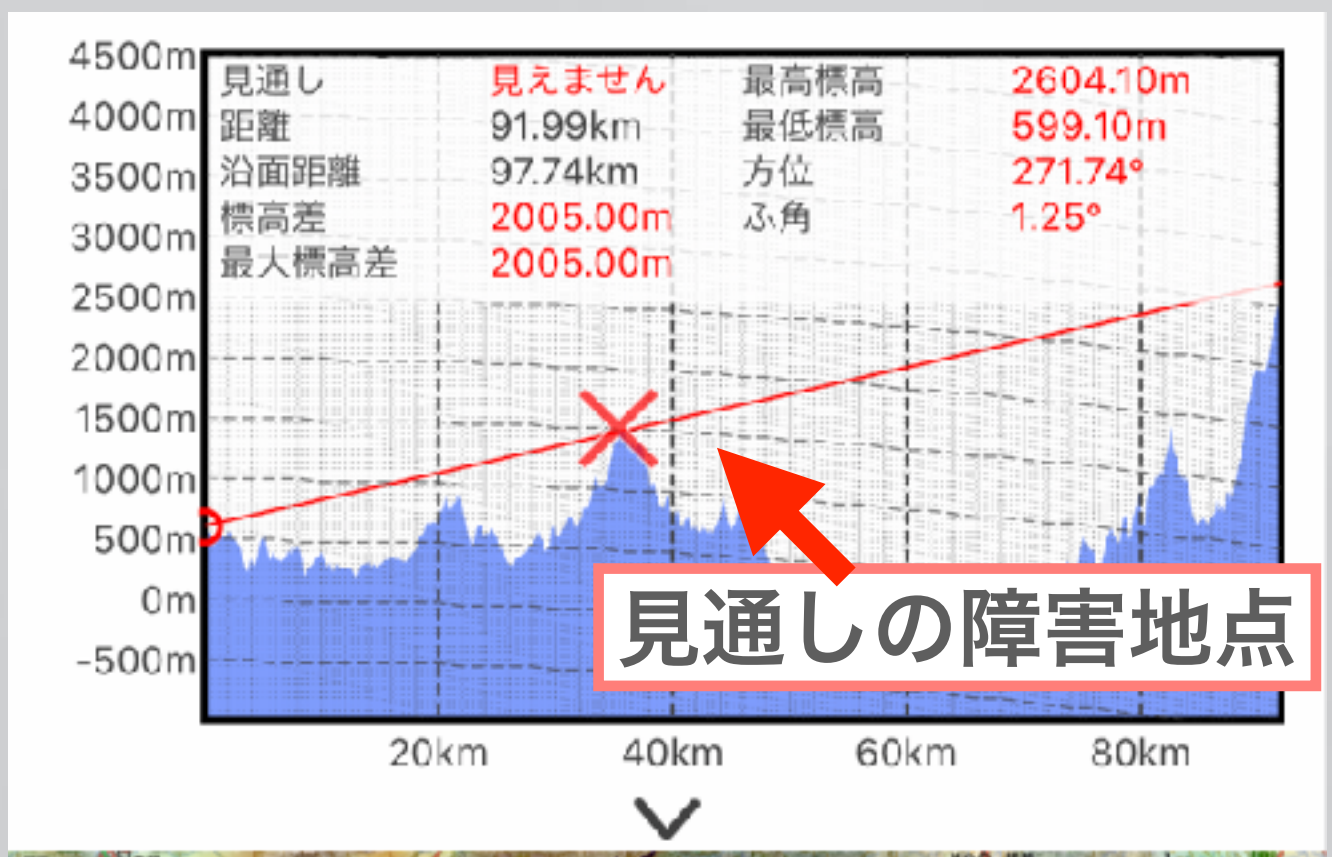 4500m
4000m
3500m
3000m
2500m
2000m
1500m
1000m
500m
0m
-500m
見通し 見えません 最高標高 2604.10m
距離 91.99km 最低標高 599.10m
沿面距離 97.74km 方位 271.74°
標高差 2005.00m ふ角 1.25°
最大標高差 2005.00m
見通しの障害地点
20km 40km 60km 80km